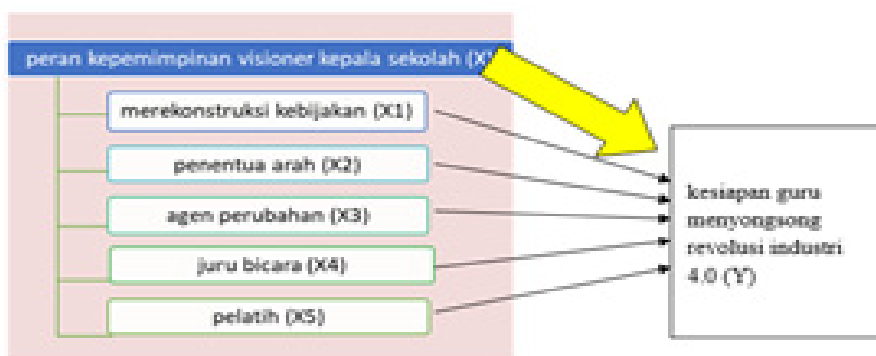 peran kepemimpinan visioner kepala sekolah (X)
merekonstruksi kebijakan (X1)
penentua arah (X2)
agen perubahan (X3)
juru bicara (X4)
pelatih (X5)
kesiapan guru
menyongsong
revolusi industri
4.0 (Y)